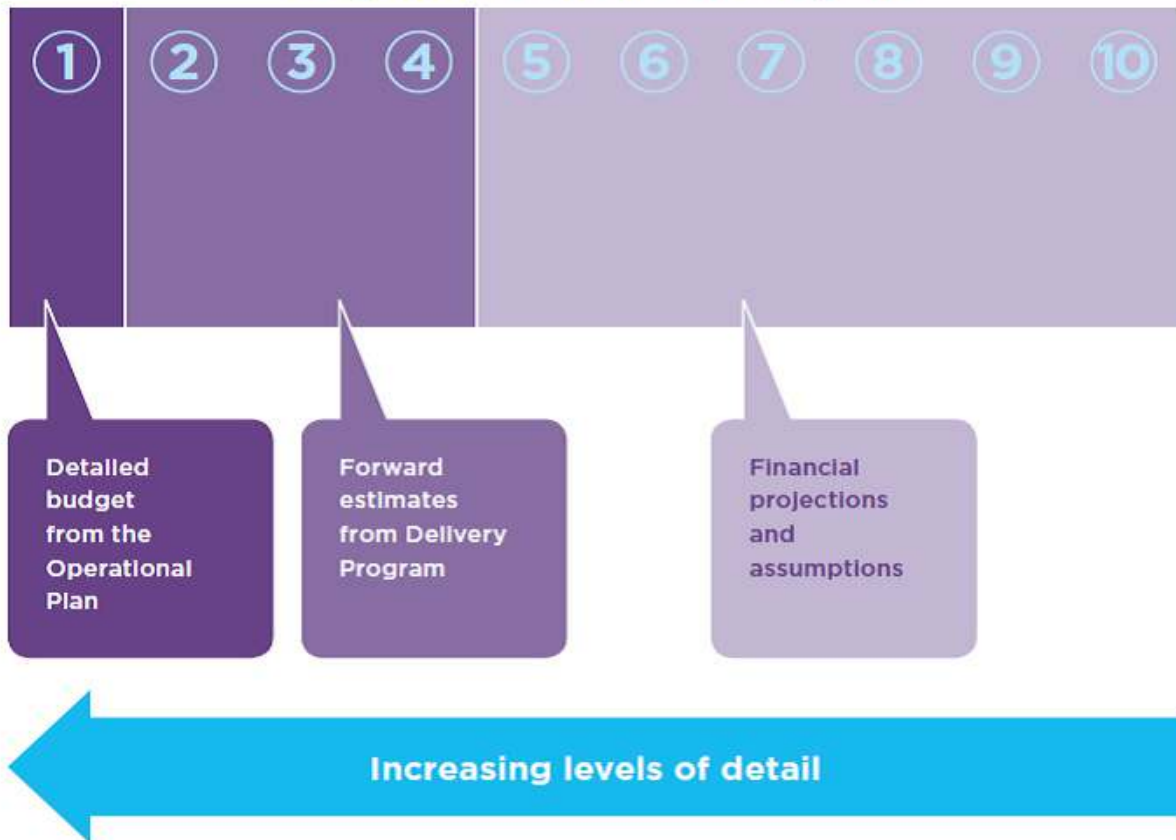 1 2 3 4 5 6 7 8 9 10
Detailed
budget
from the
Operational
Plan
Forward
estimates
from Delivery
Program
Financial
projections
and
assumptions
Increasing levels of detail